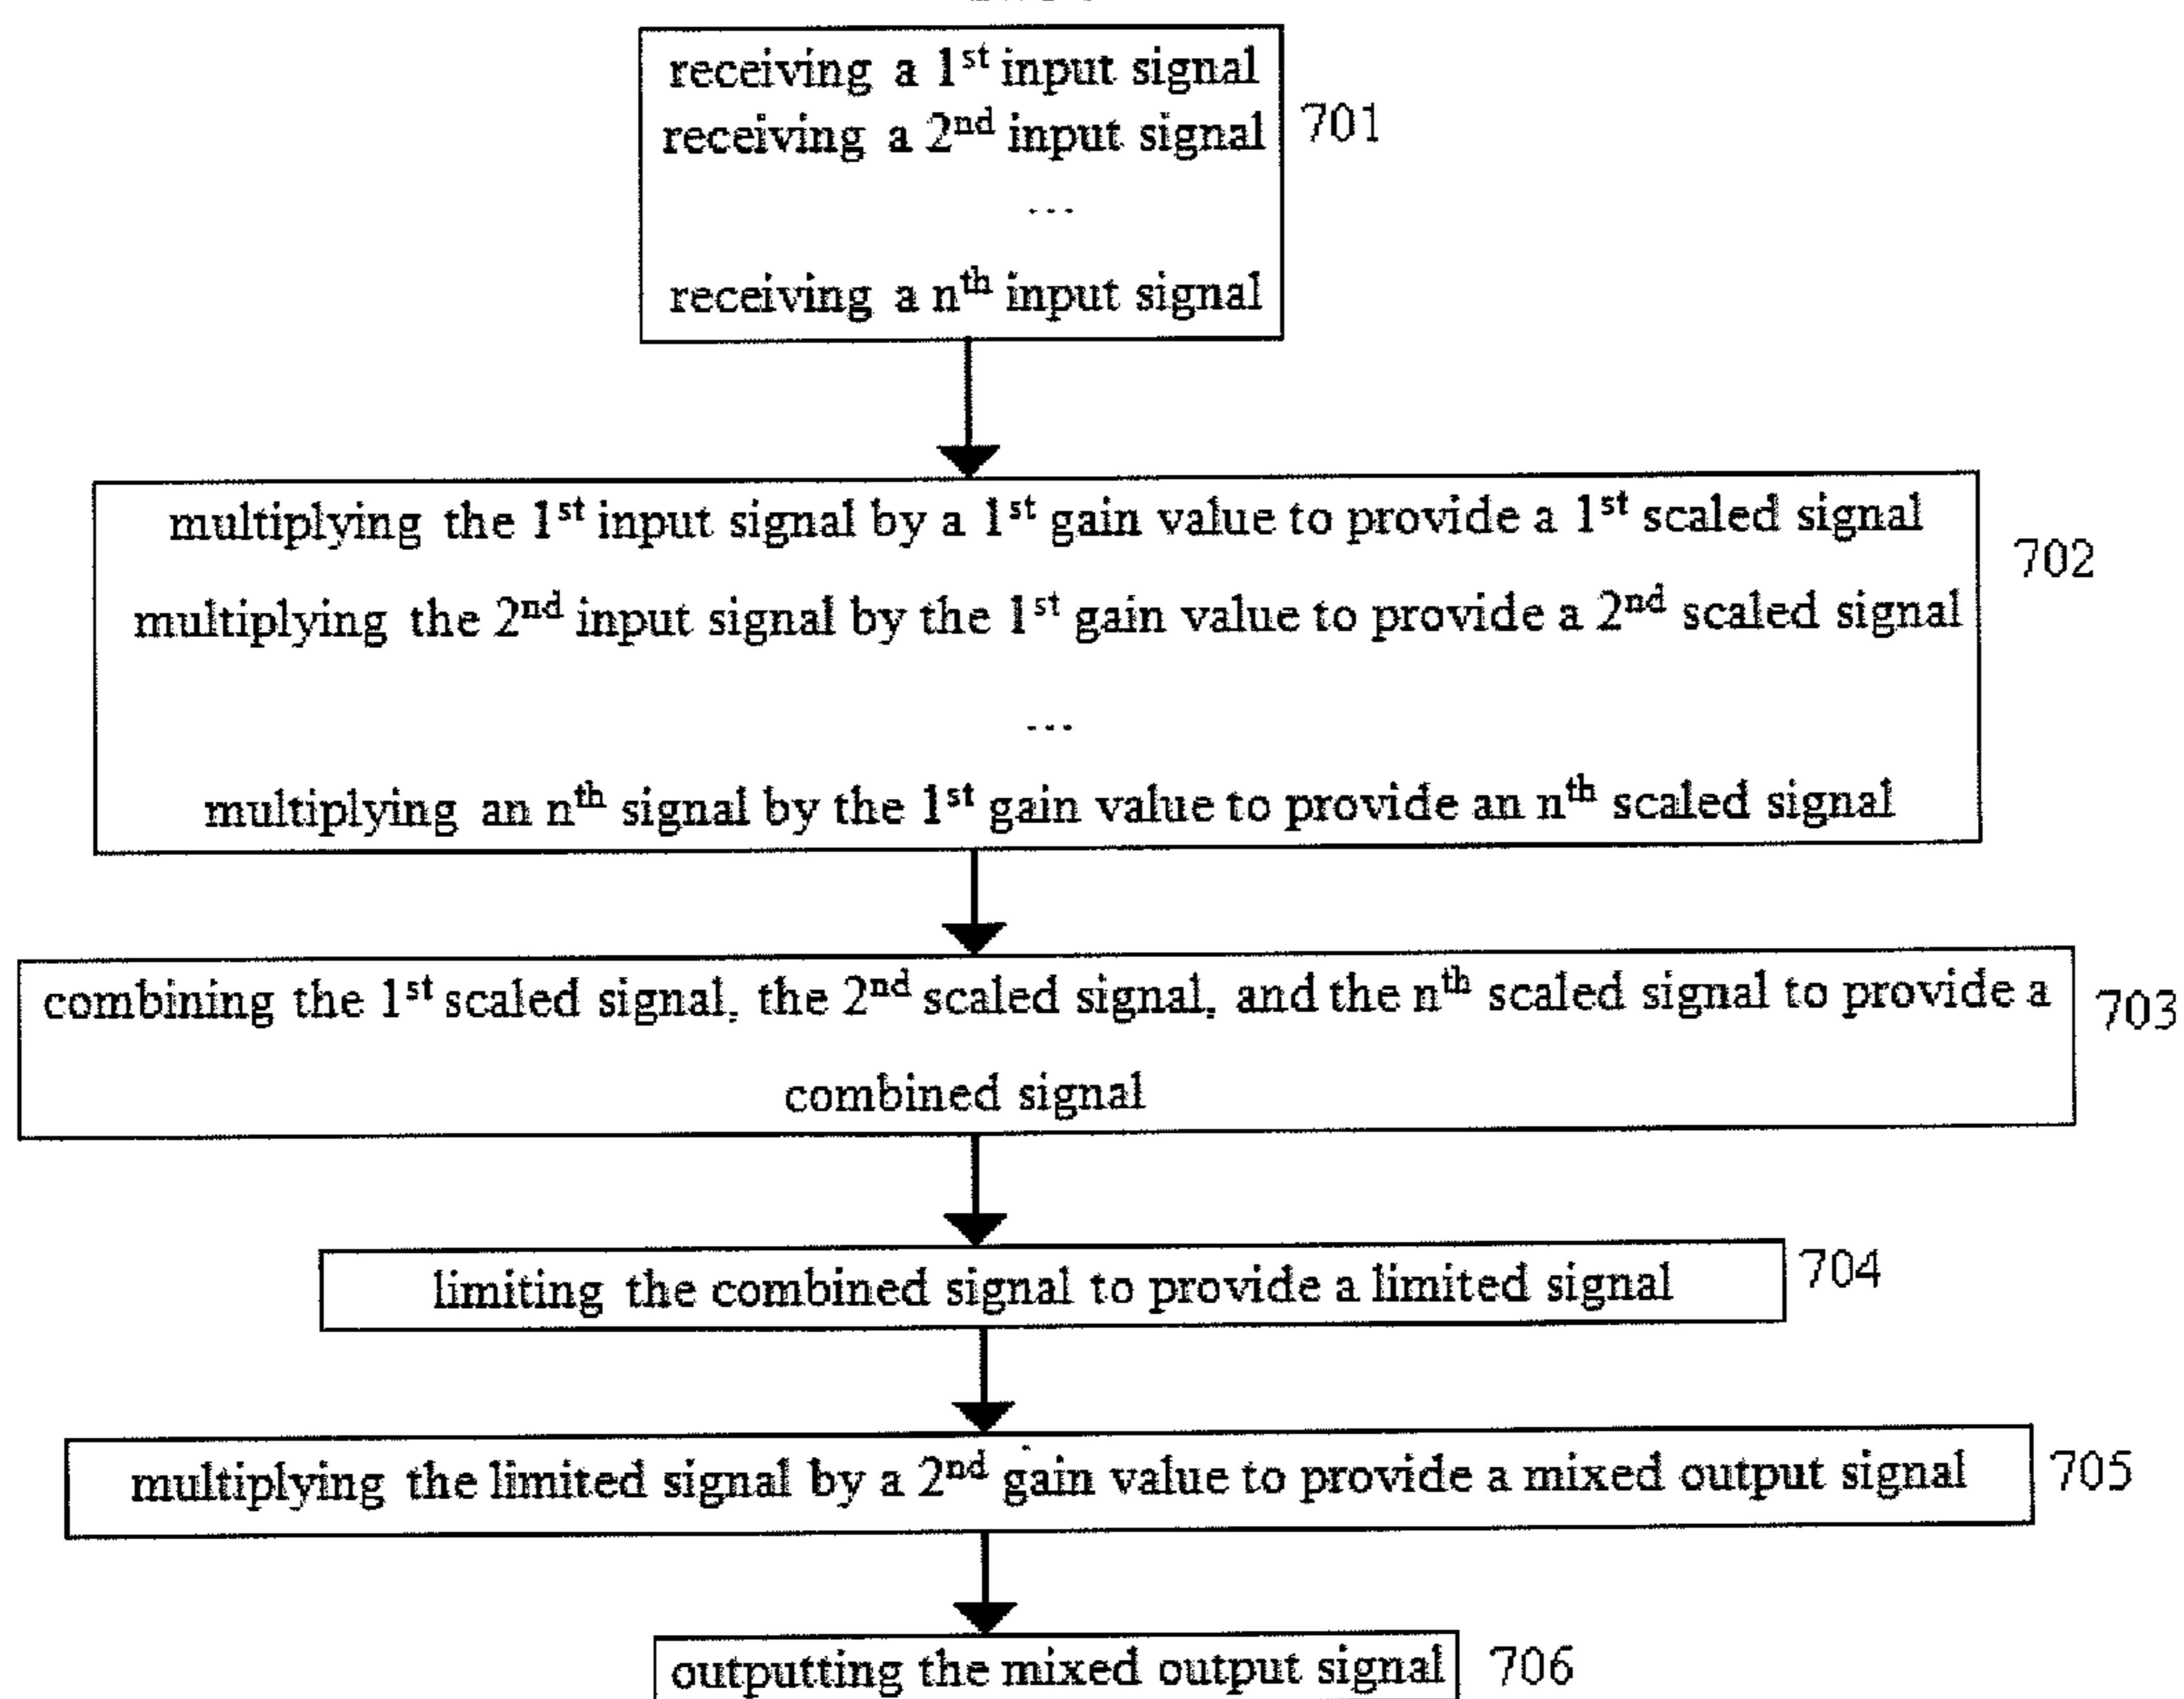 receiving a 1st input signal
receiving a 2nd input signal
701
...
receiving a nth input signal
multiplying the 1st input signal by a 1st gain value to provide a 1st scaled signal
702
multiplying the 2nd input signal by the 1st gain value to provide a 2nd scaled signal
...
multiplying an nth signal by the 1st gain value to provide an nth scaled signal
combining the 1st scaled signal, the 2nd scaled signal, and the nth scaled signal to provide a
703
combined signal
limiting the combined signal to provide a limited signal
704
multiplying the limited signal by a 2nd gain value to provide a mixed output signal
705
outputting the mixed output signal
706